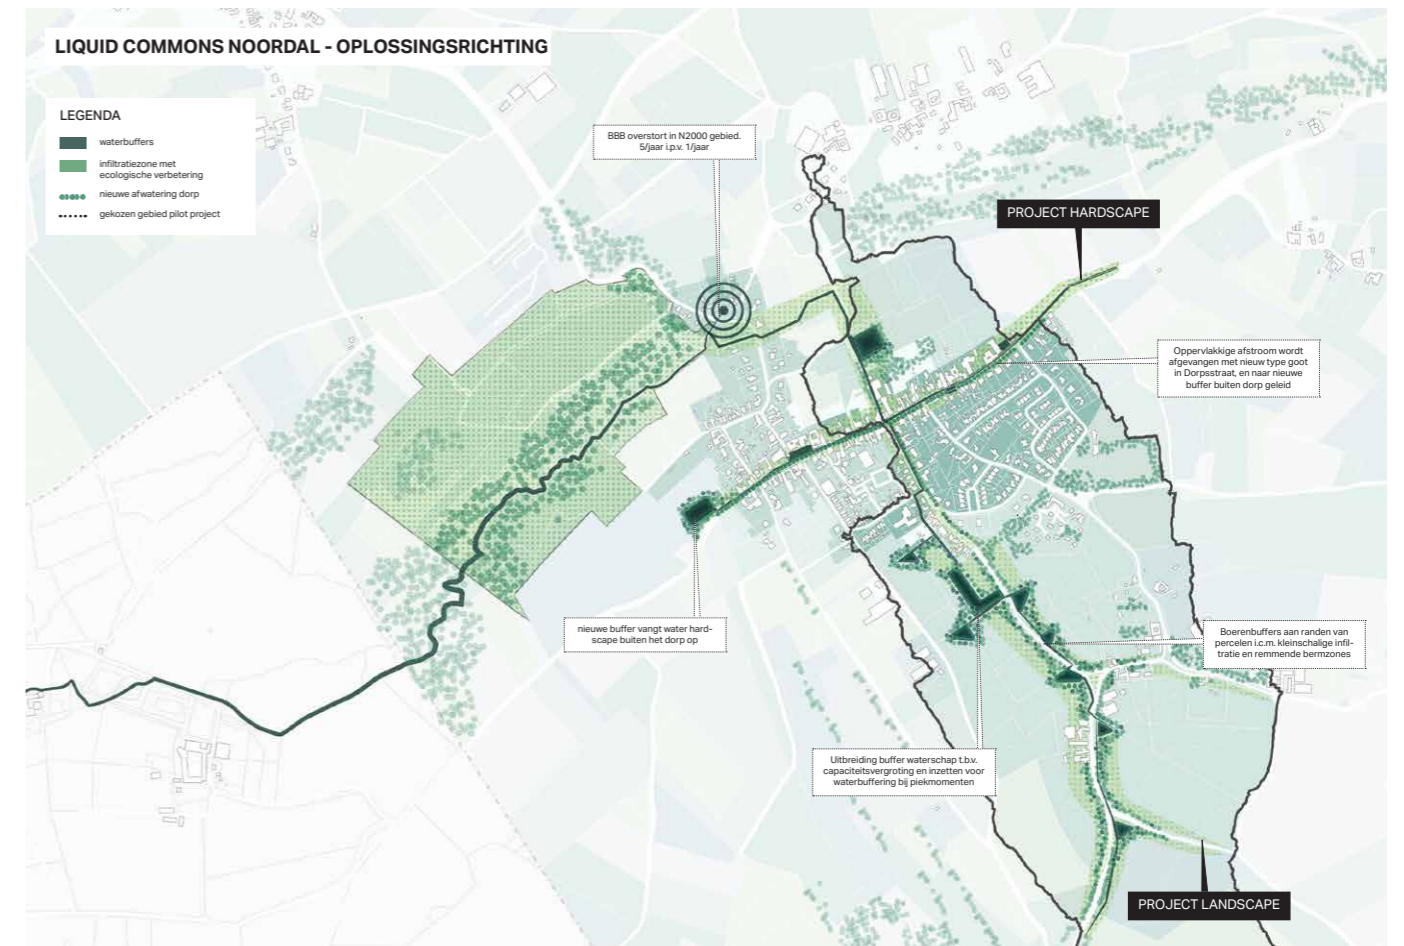 LIQUID COMMONS NOORDAL - OPLOSSINGSRICHTING
LEGENDA
waterbuffers
infiltratiezone met
ecologische verbetering
nieuwe afwatering dorp
gekozen gebied pilot project
BBB overstort in N2000 gebied.
5/jaar i.p.v. 1/jaar
PROJECT HARDSCAPE
Oppervlakkige afstroom wordt
afgevangen met nieuw type goot
in Dorpsstraat, en naar nieuwe
buffer buiten dorp geleid
nieuwe buffer vangt water hard-
scape buiten het dorp op
Boerenbuffers aan randen van
percelen i.c.m. kleinschalige infil-
tratie en remmende bermzones
Uitbreiding buffer waterschap t.b.v.
capaciteitsvergroting en inzetten voor
waterbuffering bij piekmomenten
PROJECT LANDSCAPE